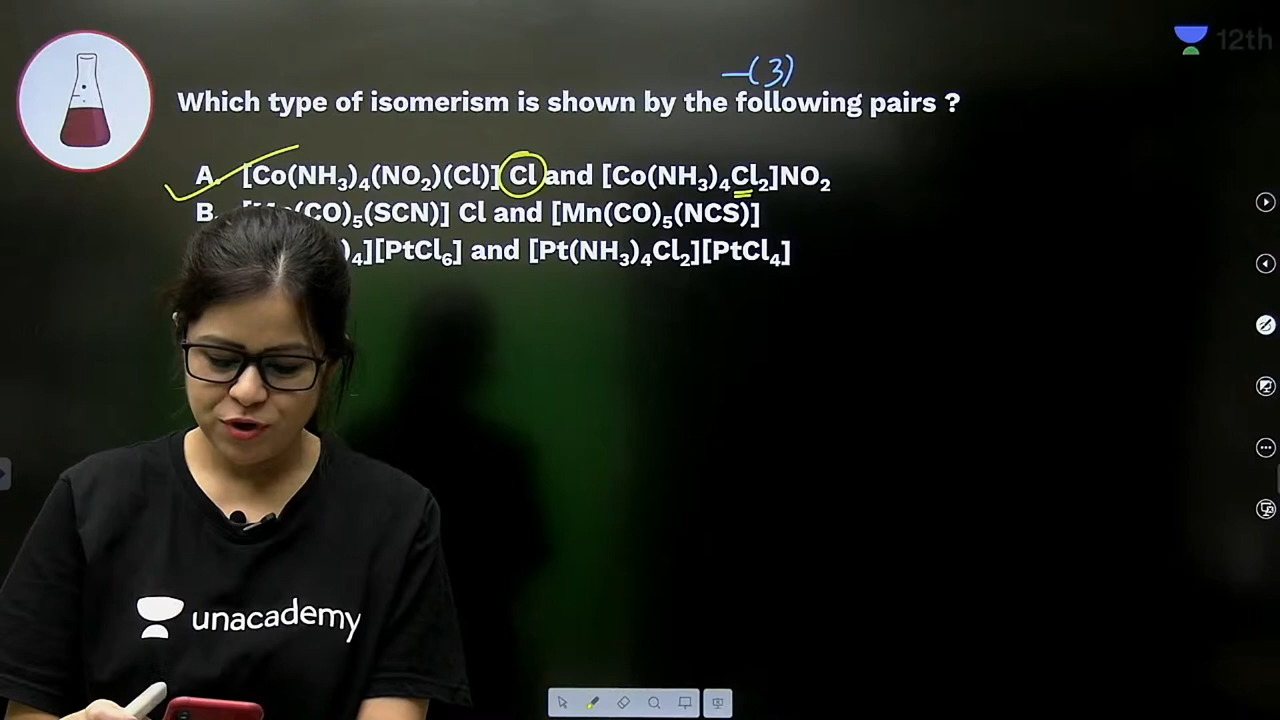 12th
—(3)
Which type of isomerism is shown by the following pairs ?
A. [Co(NH₃)₄(NO₂)(Cl)] Cl and [Co(NH₃)₄Cl₂]NO₂
B. (CO)₅(SCN)] Cl and [Mn(CO)₅(NCS)]
)₄][PtCl₆] and [Pt(NH₃)₄Cl₂][PtCl₄]
unacademy